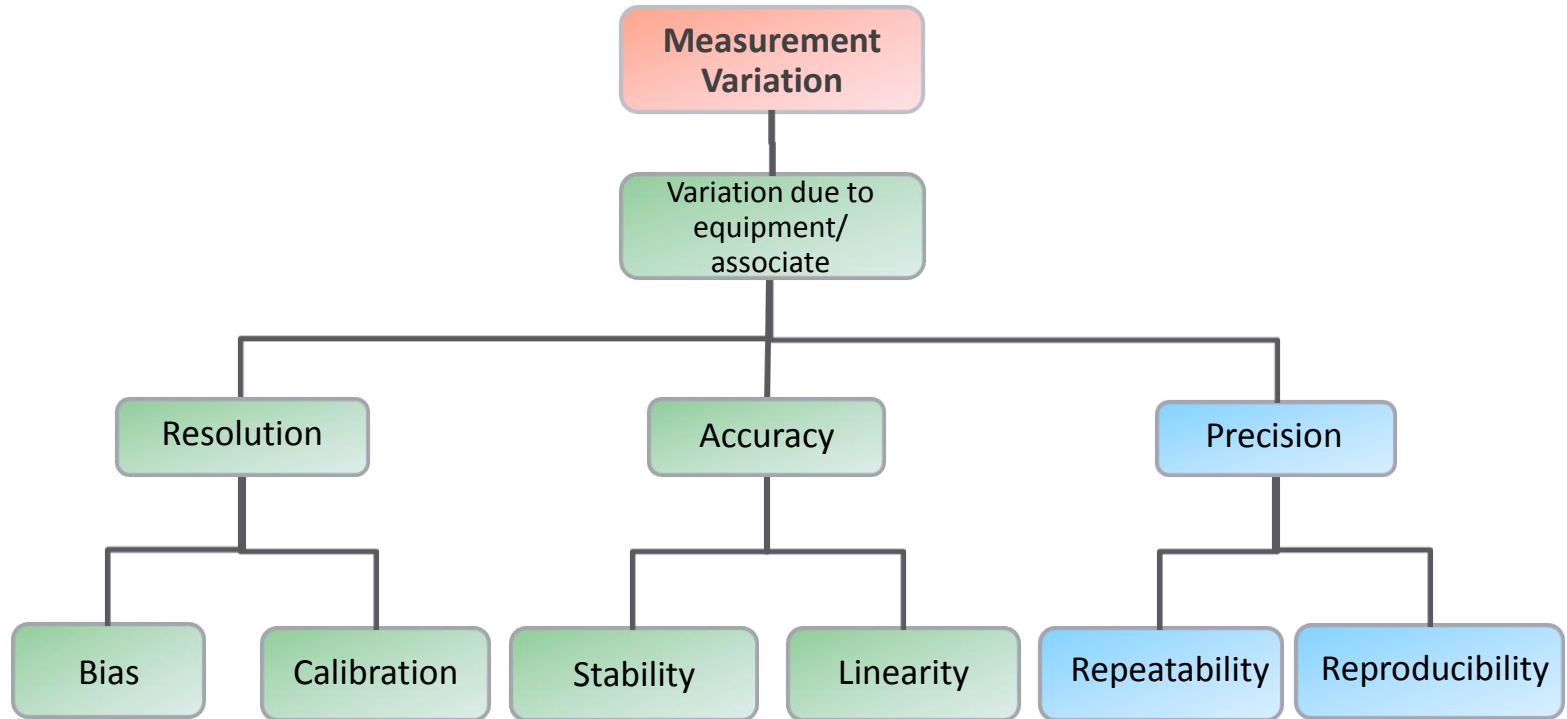 Measurement
Variation
Variation due to
equipment/
associate
Resolution
Accuracy
Precision
Bias
Calibration
Stability
Linearity
Repeatability
Reproducibility